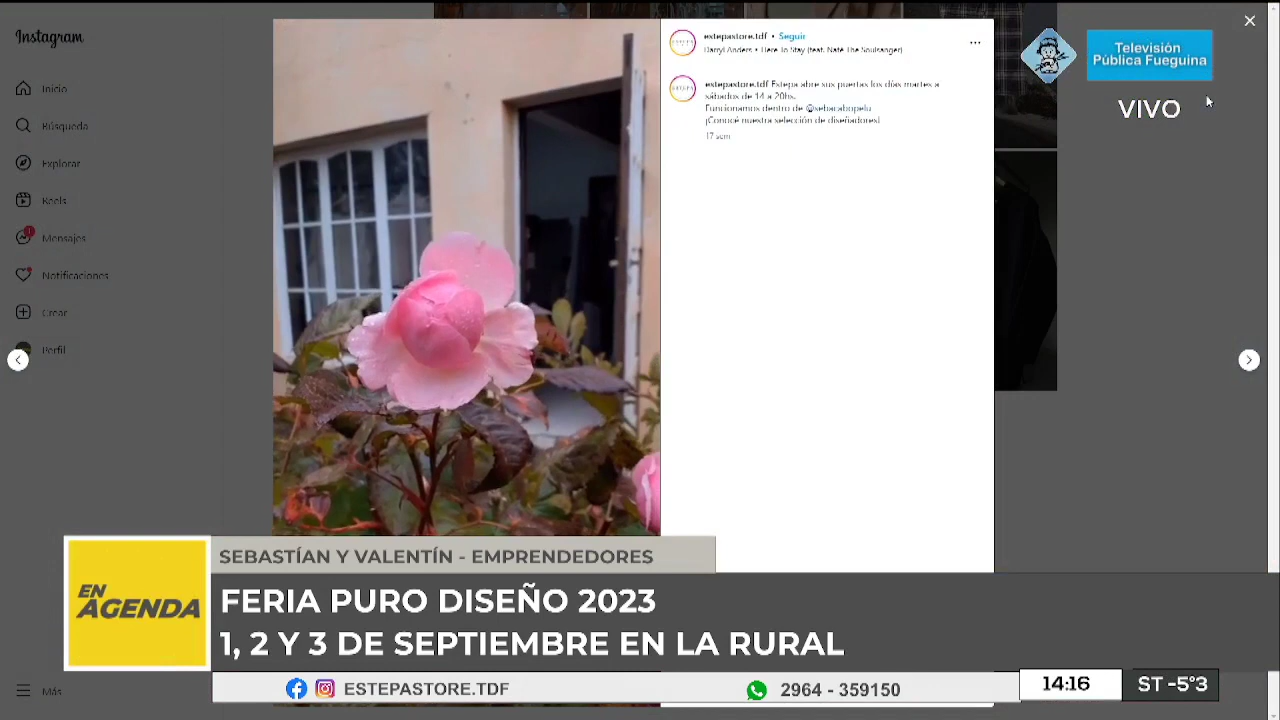 Instagram
Inicio
Búsqueda
Explorar
Reels
1
Mensajes
Notificaciones
Crear
Perfil
Más
estepastore.tdf • Seguir
Darryl Anders • Here To Stay (feat. Naté The Soulsanger)
estepastore.tdf Estepa abre sus puertas los días martes a
sábados de 14 a 20hs.
Funcionamos dentro de @sebacabopelu
¡Conocé nuestra selección de diseñadores!
17 sem
Televisión
Pública Fueguina
VIVO
EN
AGENDA
SEBASTÍAN Y VALENTÍN - EMPRENDEDORES
FERIA PURO DISEÑO 2023
1, 2 Y 3 DE SEPTIEMBRE EN LA RURAL
ESTEPASTORE.TDF
2964 - 359150
14:16
ST -5°3